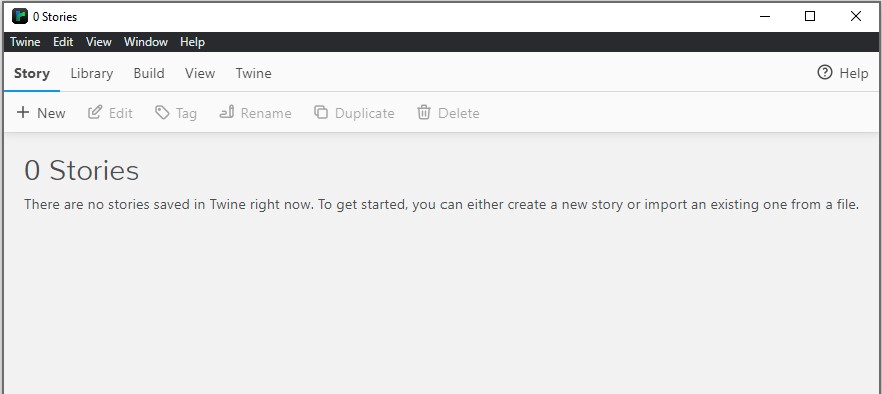 0 Stories
Twine Edit View Window Help
Story Library Build View Twine Help
New Edit Tag Rename Duplicate Delete
0 Stories
There are no stories saved in Twine right now. To get started, you can either create a new story or import an existing one from a file.